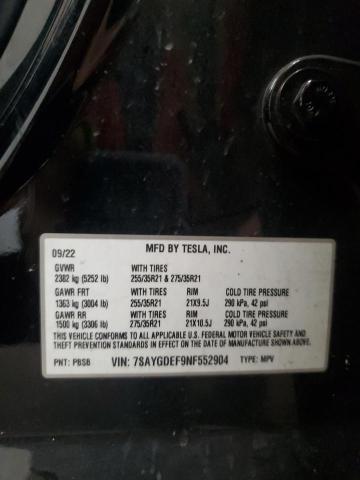 09/22 MFD BY TESLA, INC.
GVWR WITH TIRES
2382 kg (5252 lb) 255/35R21 & 275/35R21
GAWR FRT WITH TIRES RIM COLD TIRE PRESSURE
1363 kg (3004 lb) 255/35R21 21X9.5J 290 kPa, 42 psi
GAWR RR WITH TIRES RIM COLD TIRE PRESSURE
1500 kg (3306 lb) 275/35R21 21X10.5J 290 kPa, 42 psi
THIS VEHICLE CONFORMS TO ALL FEDERAL MOTOR VEHICLE SAFETY AND
THEFT PREVENTION STANDARDS IN EFFECT ON THE DATE OF MANUFACTURE SHOWN ABOVE.
PNT: PBSB VIN: 7SAYGDEF9NF552904 TYPE: MPV